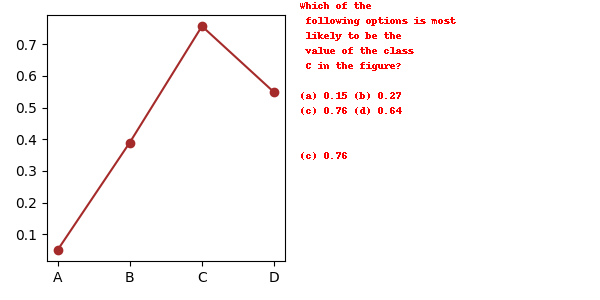 0.7
0.6
0.5
0.4
0.3
0.2
0.1
A B C D
Which of the
following options is most
likely to be the
value of the class
C in the figure?
(a) 0.15 (b) 0.27
(c) 0.76 (d) 0.64
(c) 0.76